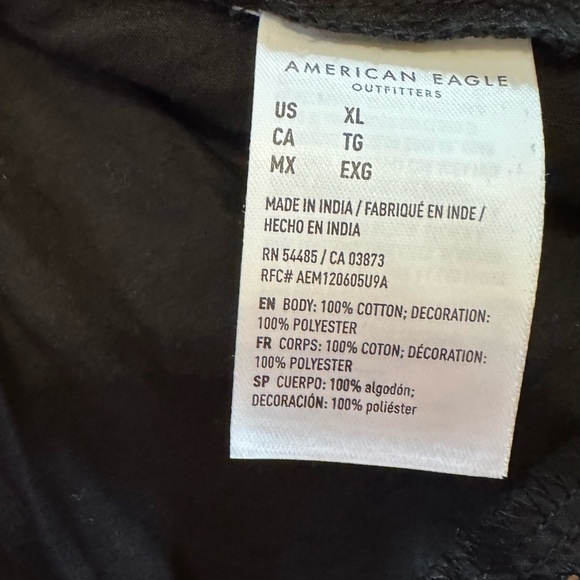 AMERICAN EAGLE
OUTFITTERS
US XL
CA TG
MX EXG
MADE IN INDIA / FABRIQUÉ EN INDE /
HECHO EN INDIA
RN 54485 / CA 03873
RFC# AEM120605U9A
EN BODY: 100% COTTON; DECORATION:
100% POLYESTER
FR CORPS: 100% COTON; DÉCORATION:
100% POLYESTER
SP CUERPO: 100% algodón;
DECORACIÓN: 100% poliéster